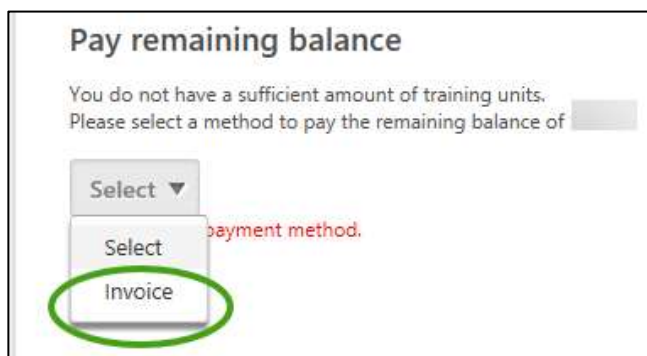 Pay remaining balance
You do not have a sufficient amount of training units.
Please select a method to pay the remaining balance of
Select ▼
payment method.
Select
Invoice